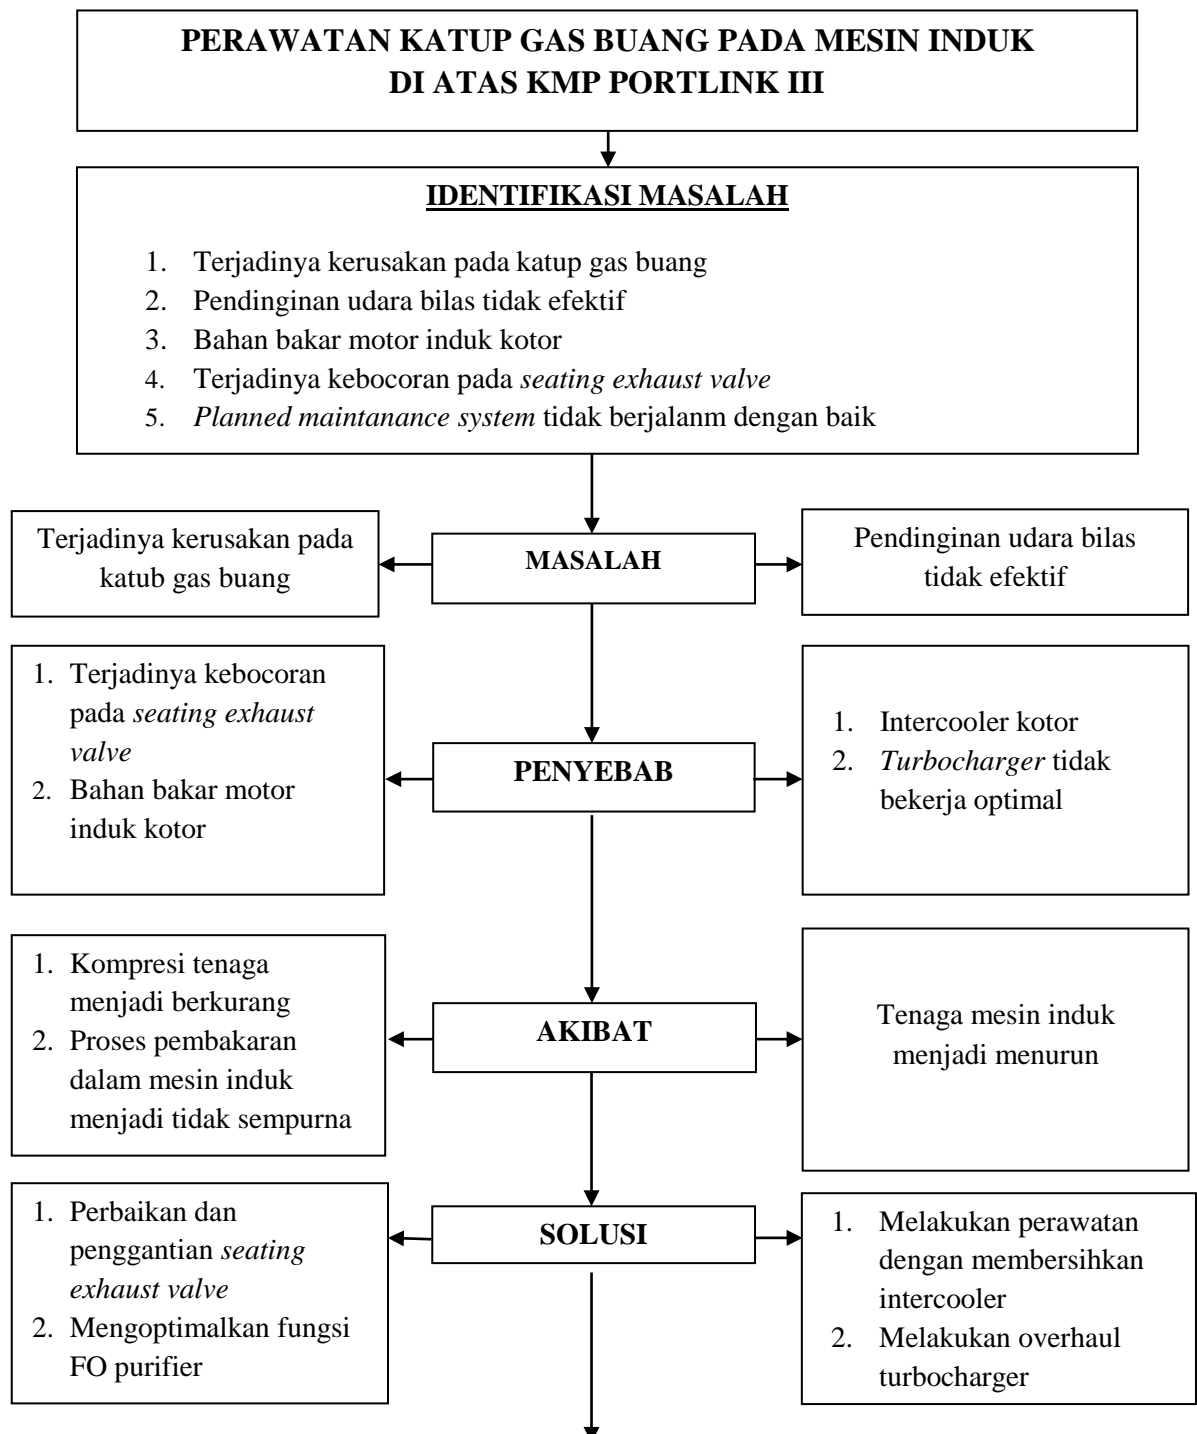 PERAWATAN KATUP GAS BUANG PADA MESIN INDUK
DI ATAS KMP PORTLINK III
IDENTIFIKASI MASALAH
1. Terjadinya kerusakan pada katup gas buang
2. Pendinginan udara bilas tidak efektif
3. Bahan bakar motor induk kotor
4. Terjadinya kebocoran pada seating exhaust valve
5. Planned maintanance system tidak berjalanm dengan baik
Terjadinya kerusakan pada
katub gas buang
MASALAH
Pendinginan udara bilas
tidak efektif
1. Terjadinya kebocoran
pada seating exhaust
valve
2. Bahan bakar motor
induk kotor
PENYEBAB
1. Intercooler kotor
2. Turbocharger tidak
bekerja optimal
1. Kompresi tenaga
menjadi berkurang
2. Proses pembakaran
dalam mesin induk
menjadi tidak sempurna
AKIBAT
Tenaga mesin induk
menjadi menurun
1. Perbaikan dan
penggantian seating
exhaust valve
2. Mengoptimalkan fungsi
FO purifier
SOLUSI
1. Melakukan perawatan
dengan membersihkan
intercooler
2. Melakukan overhaul
turbocharger